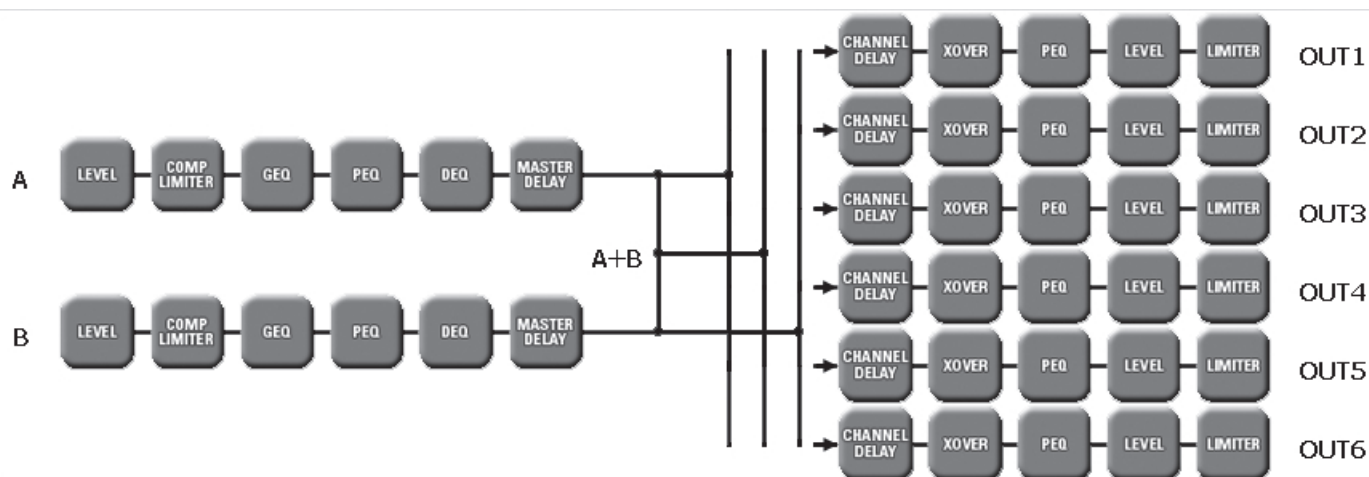 CHANNEL DELAY XOVER PEQ LEVEL LIMITER OUT1
CHANNEL DELAY XOVER PEQ LEVEL LIMITER OUT2
A LEVEL COMP LIMITER GEQ PEQ DEQ MASTER DELAY
CHANNEL DELAY XOVER PEQ LEVEL LIMITER OUT3
A+B
CHANNEL DELAY XOVER PEQ LEVEL LIMITER OUT4
B LEVEL COMP LIMITER GEQ PEQ DEQ MASTER DELAY
CHANNEL DELAY XOVER PEQ LEVEL LIMITER OUT5
CHANNEL DELAY XOVER PEQ LEVEL LIMITER OUT6